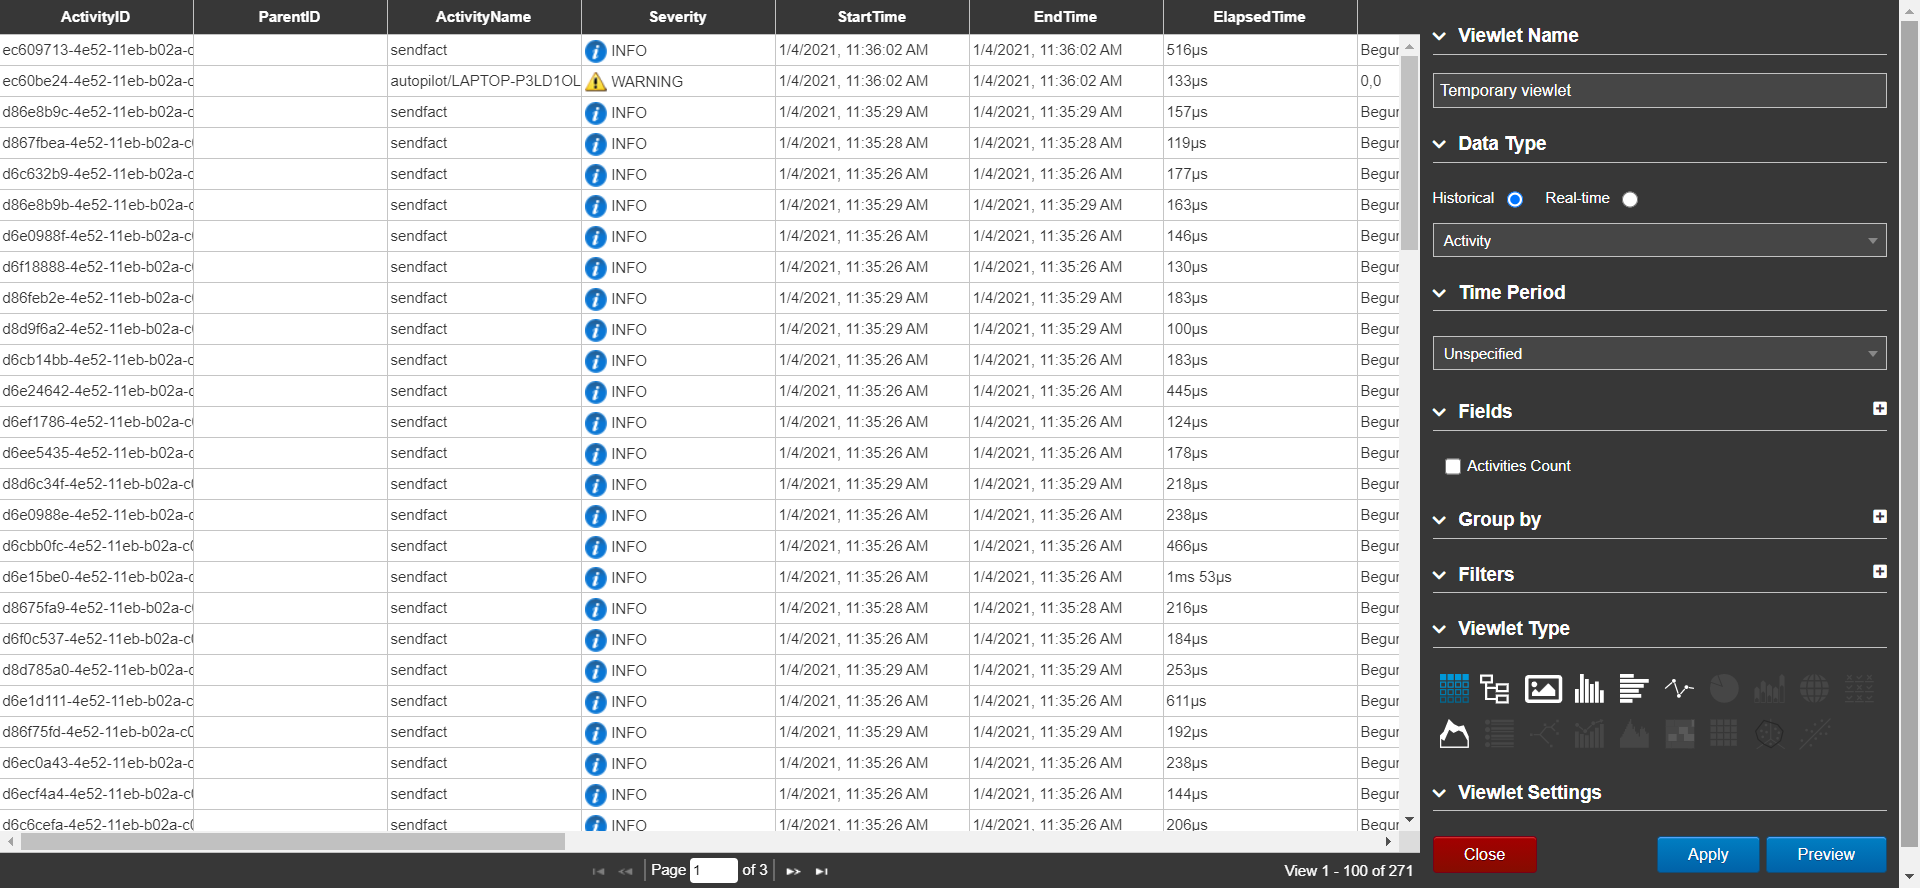 ActivityID ParentID ActivityName Severity StartTime EndTime ElapsedTime
ec609713-4e52-11eb-b02a-c sendfact INFO 1/4/2021, 11:36:02 AM 1/4/2021, 11:36:02 AM 516µs Begur
ec60be24-4e52-11eb-b02a-c autopilot/LAPTOP-P3LD1OL WARNING 1/4/2021, 11:36:02 AM 1/4/2021, 11:36:02 AM 133µs 0,0
d86e8b9c-4e52-11eb-b02a-c sendfact INFO 1/4/2021, 11:35:29 AM 1/4/2021, 11:35:29 AM 157µs Begur
d867fbea-4e52-11eb-b02a-c sendfact INFO 1/4/2021, 11:35:28 AM 1/4/2021, 11:35:28 AM 119µs Begur
d6c632b9-4e52-11eb-b02a-c sendfact INFO 1/4/2021, 11:35:26 AM 1/4/2021, 11:35:26 AM 177µs Begur
d86e8b9b-4e52-11eb-b02a-c sendfact INFO 1/4/2021, 11:35:29 AM 1/4/2021, 11:35:29 AM 163µs Begur
d6e0988f-4e52-11eb-b02a-c sendfact INFO 1/4/2021, 11:35:26 AM 1/4/2021, 11:35:26 AM 146µs Begur
d6f18888-4e52-11eb-b02a-c sendfact INFO 1/4/2021, 11:35:26 AM 1/4/2021, 11:35:26 AM 130µs Begur
d86feb2e-4e52-11eb-b02a-c sendfact INFO 1/4/2021, 11:35:29 AM 1/4/2021, 11:35:29 AM 183µs Begur
d8d9f6a2-4e52-11eb-b02a-c sendfact INFO 1/4/2021, 11:35:29 AM 1/4/2021, 11:35:29 AM 100µs Begur
d6cb14bb-4e52-11eb-b02a-c sendfact INFO 1/4/2021, 11:35:26 AM 1/4/2021, 11:35:26 AM 183µs Begur
d6e24642-4e52-11eb-b02a-c sendfact INFO 1/4/2021, 11:35:26 AM 1/4/2021, 11:35:26 AM 445µs Begur
d6ef1786-4e52-11eb-b02a-c sendfact INFO 1/4/2021, 11:35:26 AM 1/4/2021, 11:35:26 AM 124µs Begur
d6ee5435-4e52-11eb-b02a-c sendfact INFO 1/4/2021, 11:35:26 AM 1/4/2021, 11:35:26 AM 178µs Begur
d8d6c34f-4e52-11eb-b02a-c sendfact INFO 1/4/2021, 11:35:29 AM 1/4/2021, 11:35:29 AM 218µs Begur
d6e0988e-4e52-11eb-b02a-c sendfact INFO 1/4/2021, 11:35:26 AM 1/4/2021, 11:35:26 AM 238µs Begur
d6cbb0fc-4e52-11eb-b02a-c0 sendfact INFO 1/4/2021, 11:35:26 AM 1/4/2021, 11:35:26 AM 466µs Begur
d6e15be0-4e52-11eb-b02a-c sendfact INFO 1/4/2021, 11:35:26 AM 1/4/2021, 11:35:26 AM 1ms 53µs Begur
d8675fa9-4e52-11eb-b02a-c sendfact INFO 1/4/2021, 11:35:28 AM 1/4/2021, 11:35:28 AM 216µs Begur
d6f0c537-4e52-11eb-b02a-c sendfact INFO 1/4/2021, 11:35:26 AM 1/4/2021, 11:35:26 AM 184µs Begur
d8d785a0-4e52-11eb-b02a-c sendfact INFO 1/4/2021, 11:35:29 AM 1/4/2021, 11:35:29 AM 253µs Begur
d6e1d111-4e52-11eb-b02a-c sendfact INFO 1/4/2021, 11:35:26 AM 1/4/2021, 11:35:26 AM 611µs Begur
d86f75fd-4e52-11eb-b02a-c0 sendfact INFO 1/4/2021, 11:35:29 AM 1/4/2021, 11:35:29 AM 192µs Begur
d6ec0a43-4e52-11eb-b02a-c sendfact INFO 1/4/2021, 11:35:26 AM 1/4/2021, 11:35:26 AM 238µs Begur
d6ecf4a4-4e52-11eb-b02a-c sendfact INFO 1/4/2021, 11:35:26 AM 1/4/2021, 11:35:26 AM 144µs Begur
d6c6cefa-4e52-11eb-b02a-c0 sendfact INFO 1/4/2021, 11:35:26 AM 1/4/2021, 11:35:26 AM 206µs Begur
Page 1 of 3
View 1 - 100 of 271
Viewlet Name
Temporary viewlet
Data Type
Historical Real-time
Activity
Time Period
Unspecified
Fields
Activities Count
Group by
Filters
Viewlet Type
Viewlet Settings
Close Apply Preview